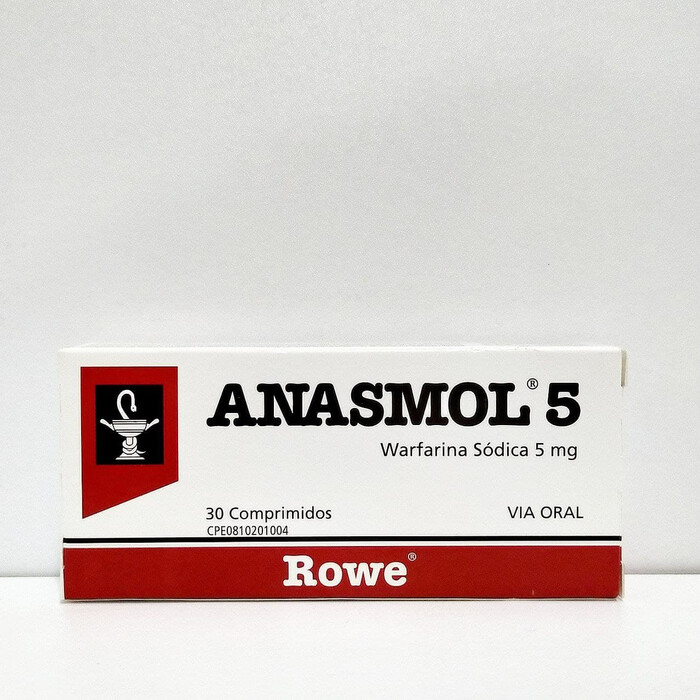 ANASMOL® 5
Warfarina Sódica 5 mg
30 Comprimidos
VIA ORAL
CPE0810201004
Rowe®